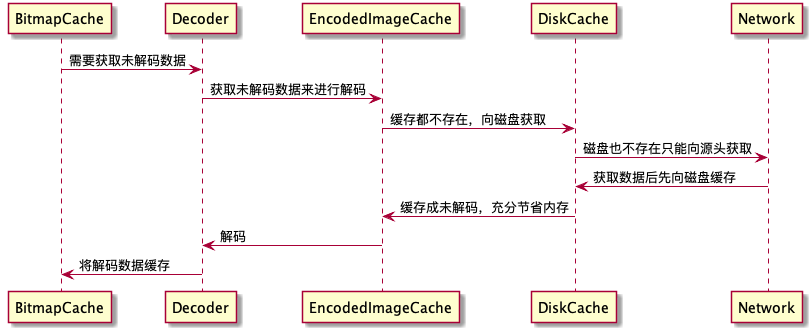 BitmapCache Decoder EncodedImageCache DiskCache Network
需要获取未解码数据
获取未解码数据来进行解码
缓存都不存在，向磁盘获取
磁盘也不存在只能向源头获取
获取数据后先向磁盘缓存
缓存成未解码，充分节省内存
解码
将解码数据缓存
BitmapCache Decoder EncodedImageCache DiskCache Network